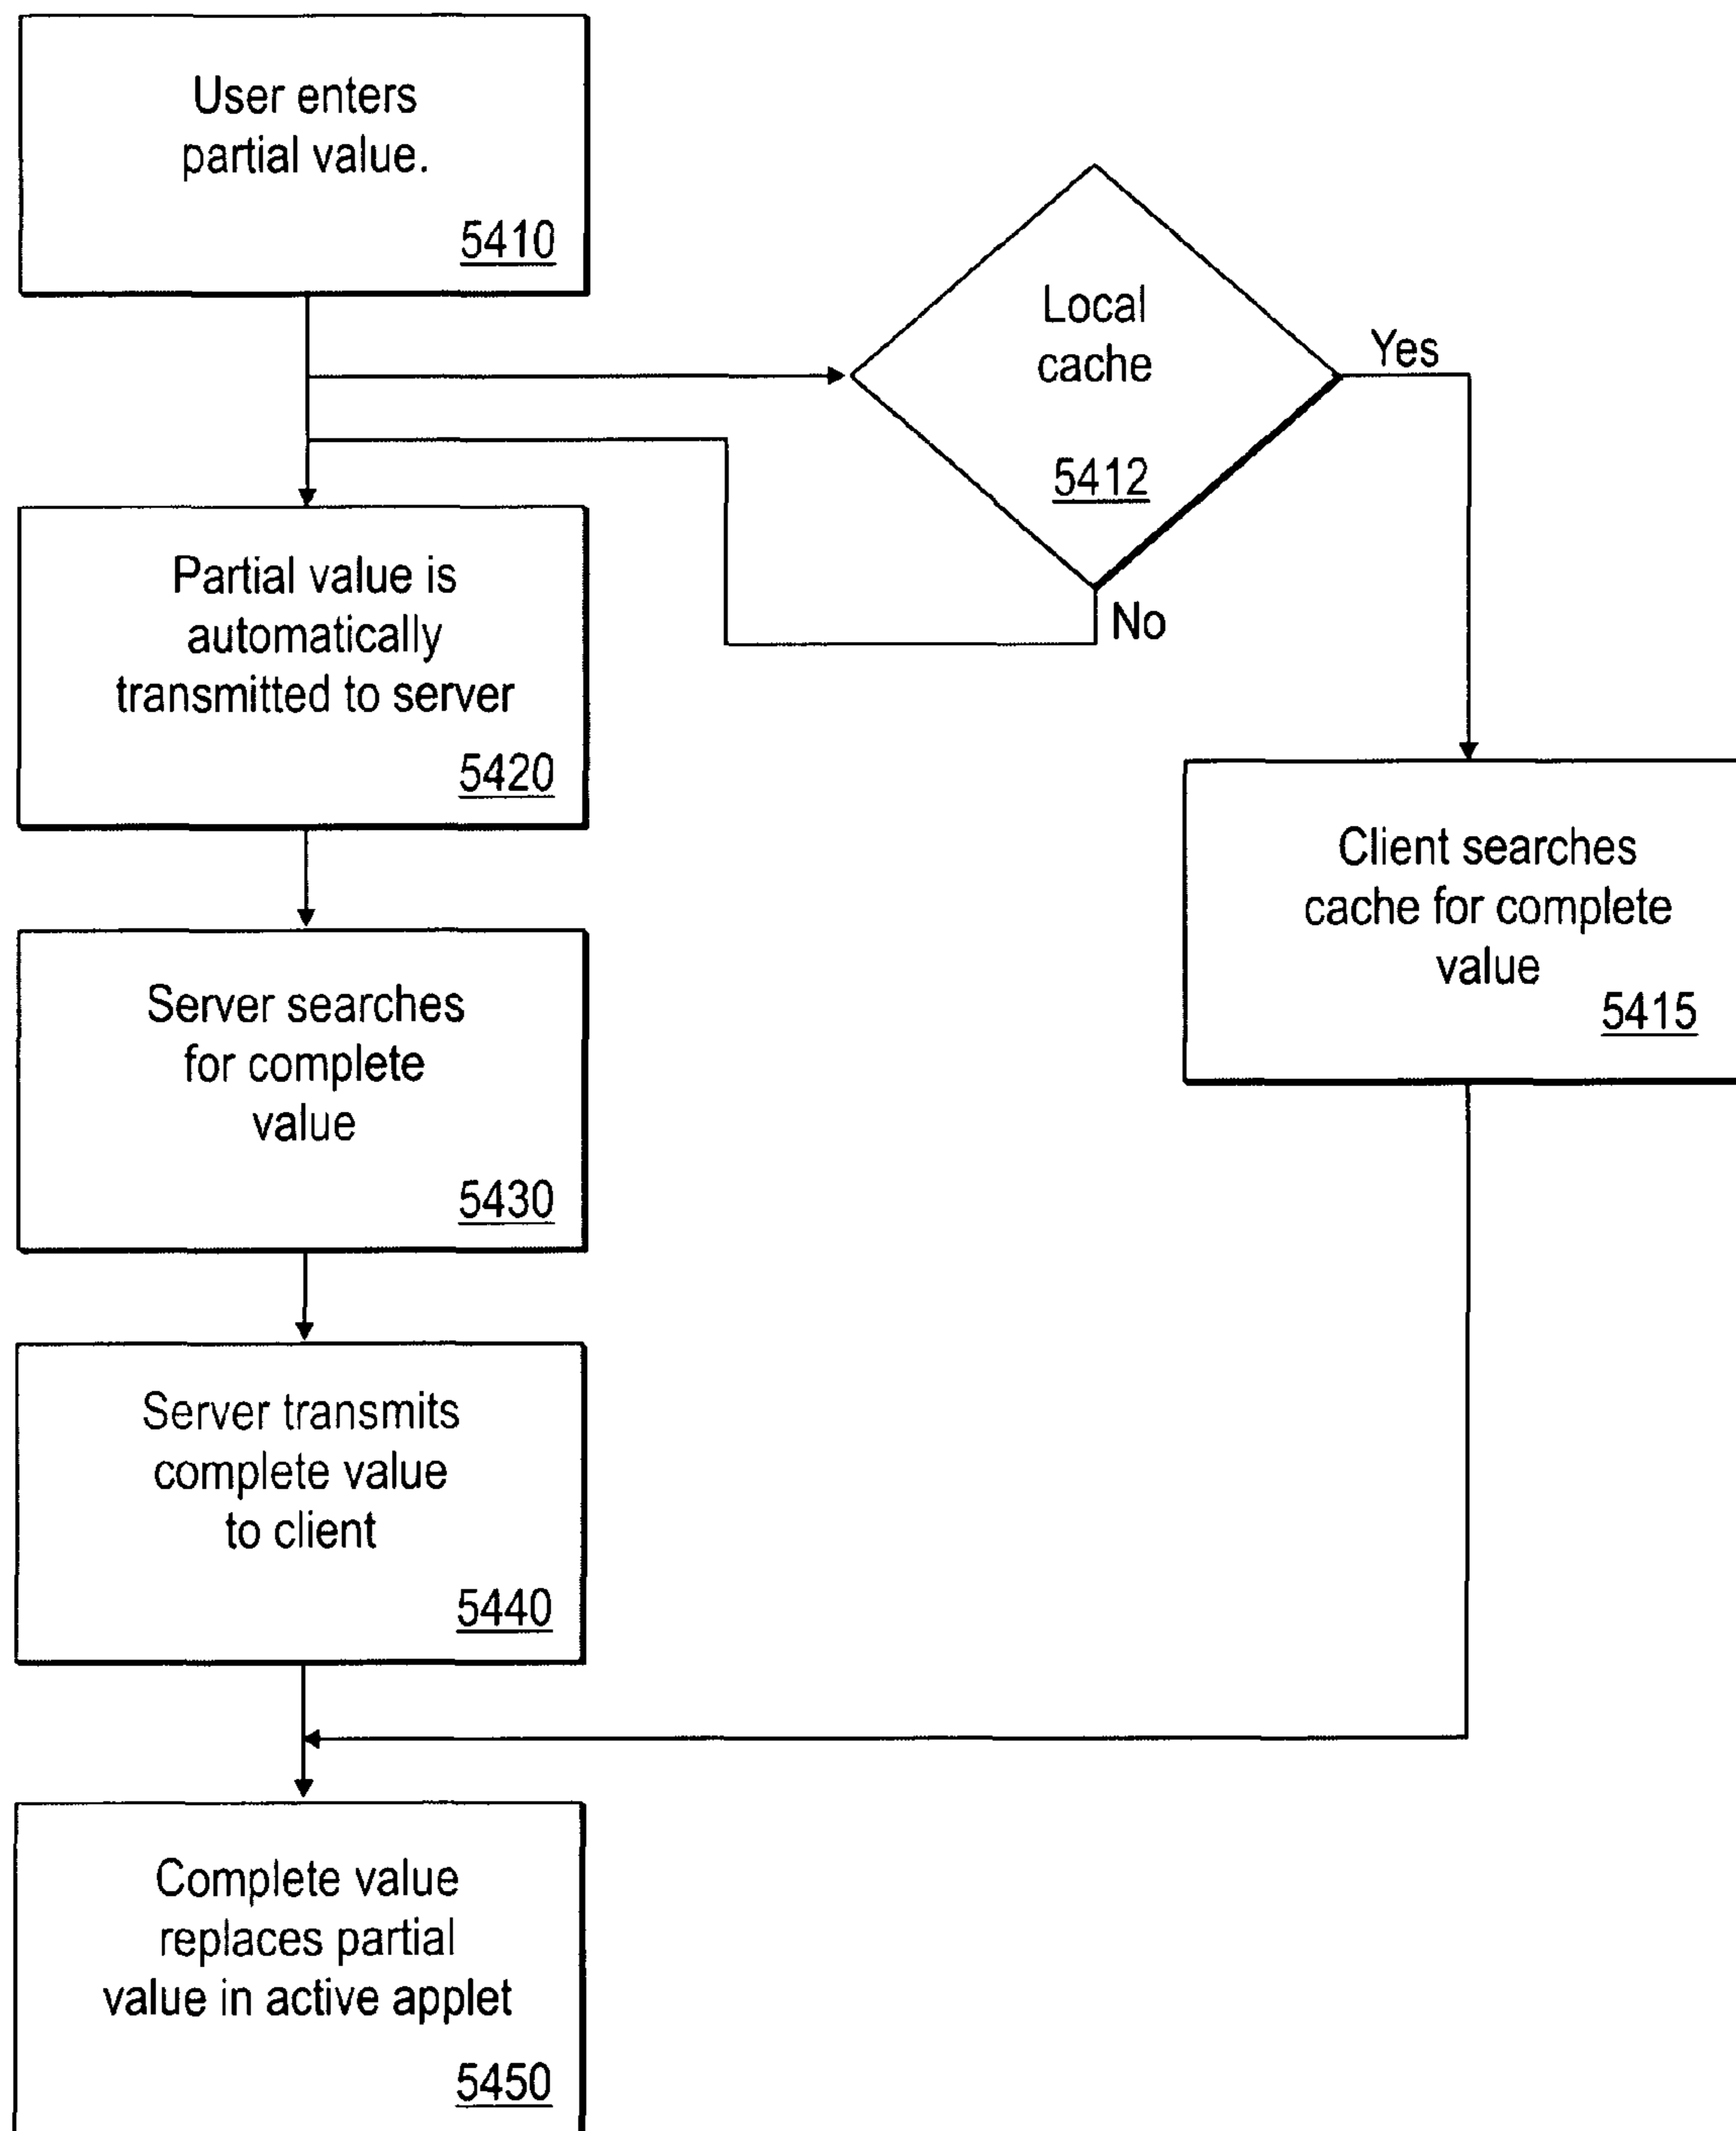 User enters
partial value.
5410
Local
cache
5412
Yes
No
Partial value is
automatically
transmitted to server
5420
Client searches
cache for complete
value
5415
Server searches
for complete
value
5430
Server transmits
complete value
to client
5440
Complete value
replaces partial
value in active applet
5450